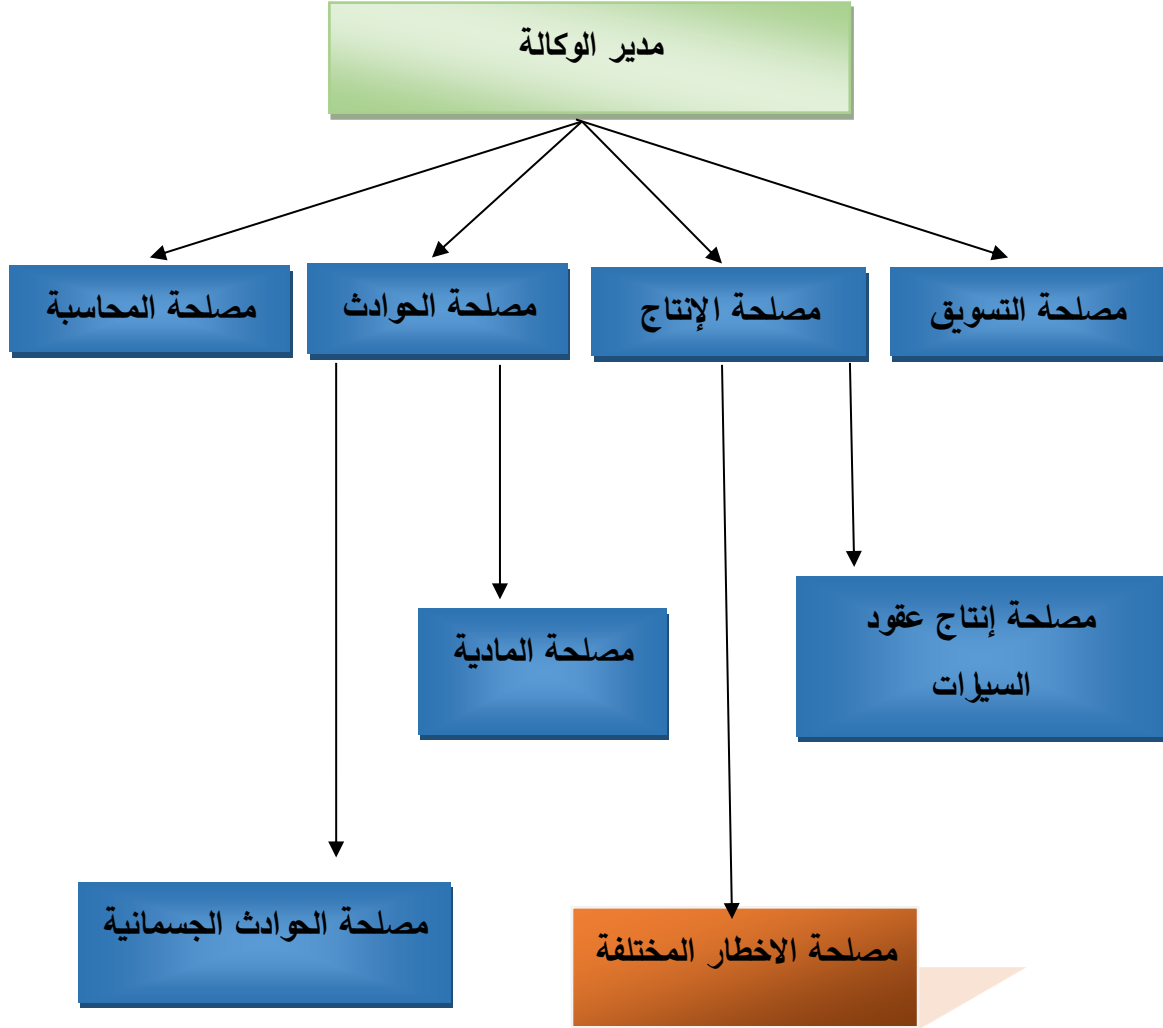 مدير الوكالة
مصلحة التسويق
مصلحة الإنتاج
مصلحة الحوادث
مصلحة المحاسبة
مصلحة إنتاج عقود
السيارات
مصلحة المادية
مصلحة الحوادث الجسمانية
مصلحة الاخطار المختلفة